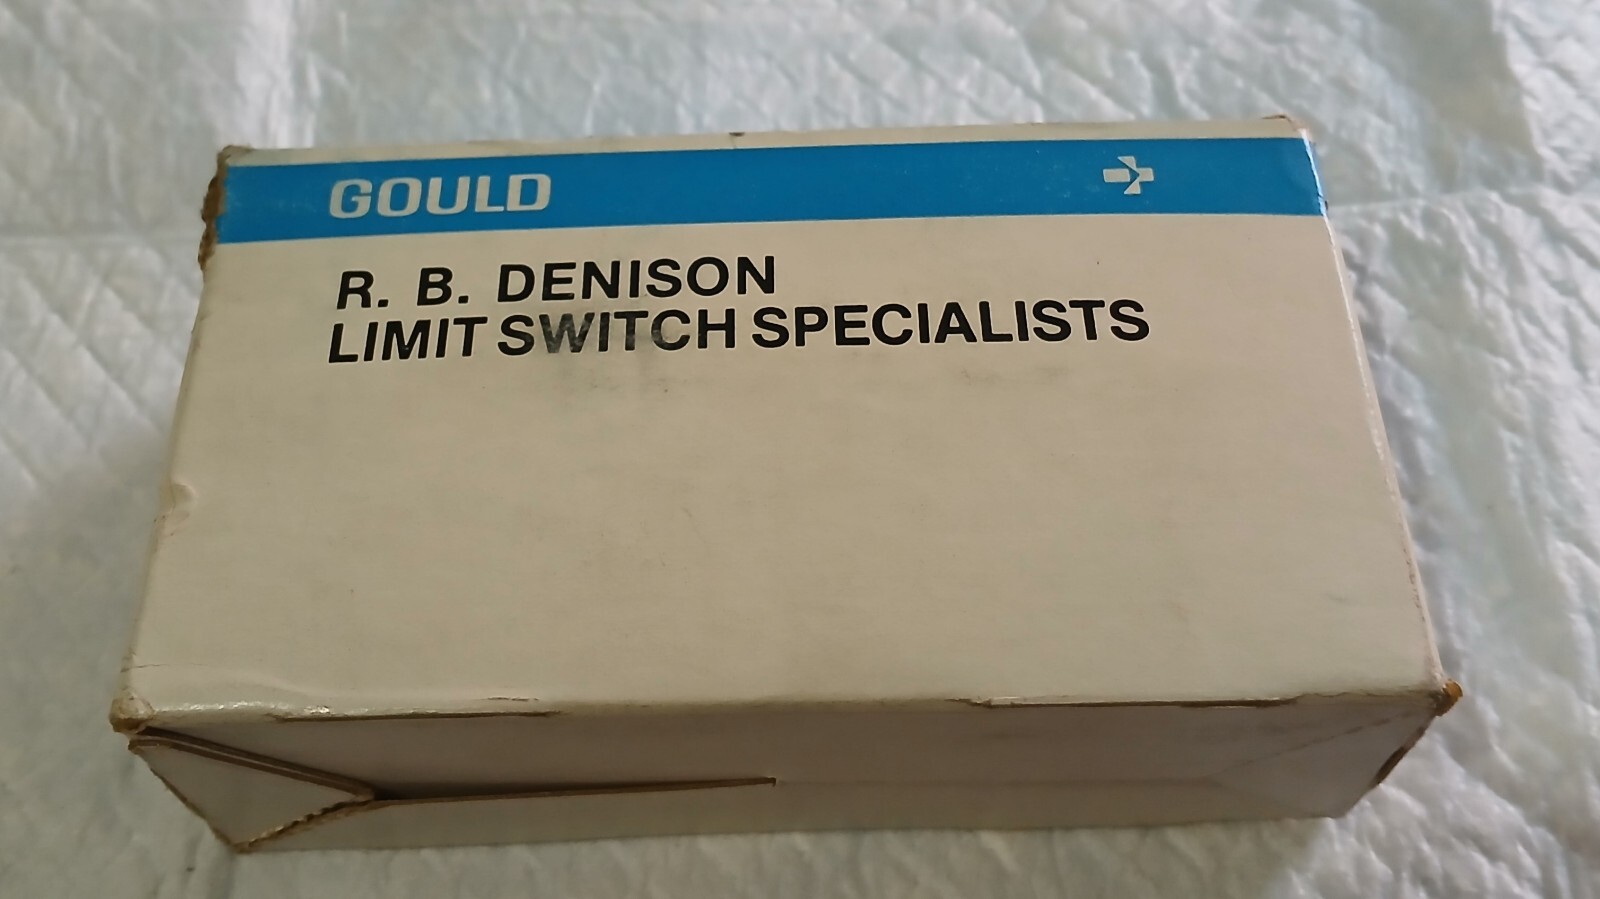 GOULD
R. B. DENISON
LIMIT SWITCH SPECIALISTS